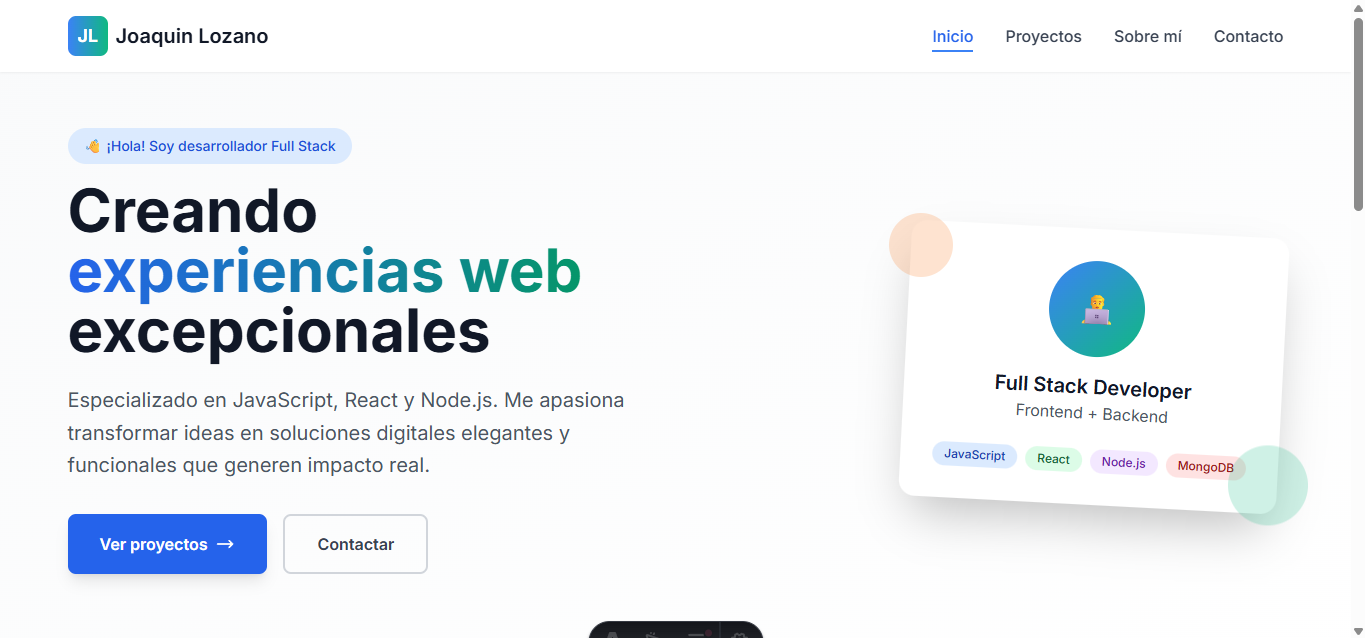 JL Joaquin Lozano
Inicio Proyectos Sobre mí Contacto
👋 ¡Hola! Soy desarrollador Full Stack
Creando
experiencias web
excepcionales
Especializado en JavaScript, React y Node.js. Me apasiona
transformar ideas en soluciones digitales elegantes y
funcionales que generen impacto real.
Ver proyectos →
Contactar
Full Stack Developer
Frontend + Backend
JavaScript React Node.js MongoDB